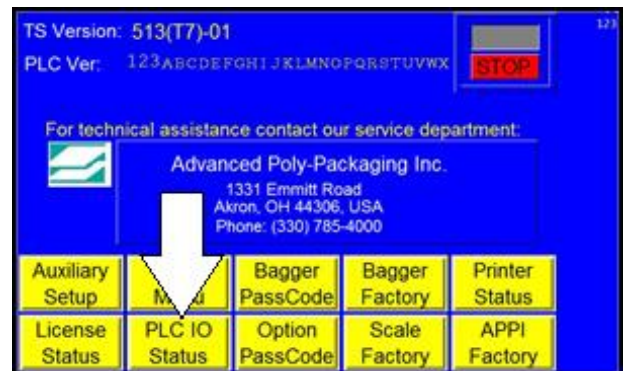 TS Version: 513(T7)-01
123
PLC Ver: 123ABCDEFGHIJKLMNOPQRSTUVWX
STOP
For technical assistance contact our service department:
Advanced Poly-Packaging Inc.
1331 Emmitt Road
Akron, OH 44306, USA
Phone: (330) 785-4000
Auxiliary Setup
Bagger PassCode
Bagger Factory
Printer Status
License Status
PLC IO Status
Option PassCode
Scale Factory
APPI Factory